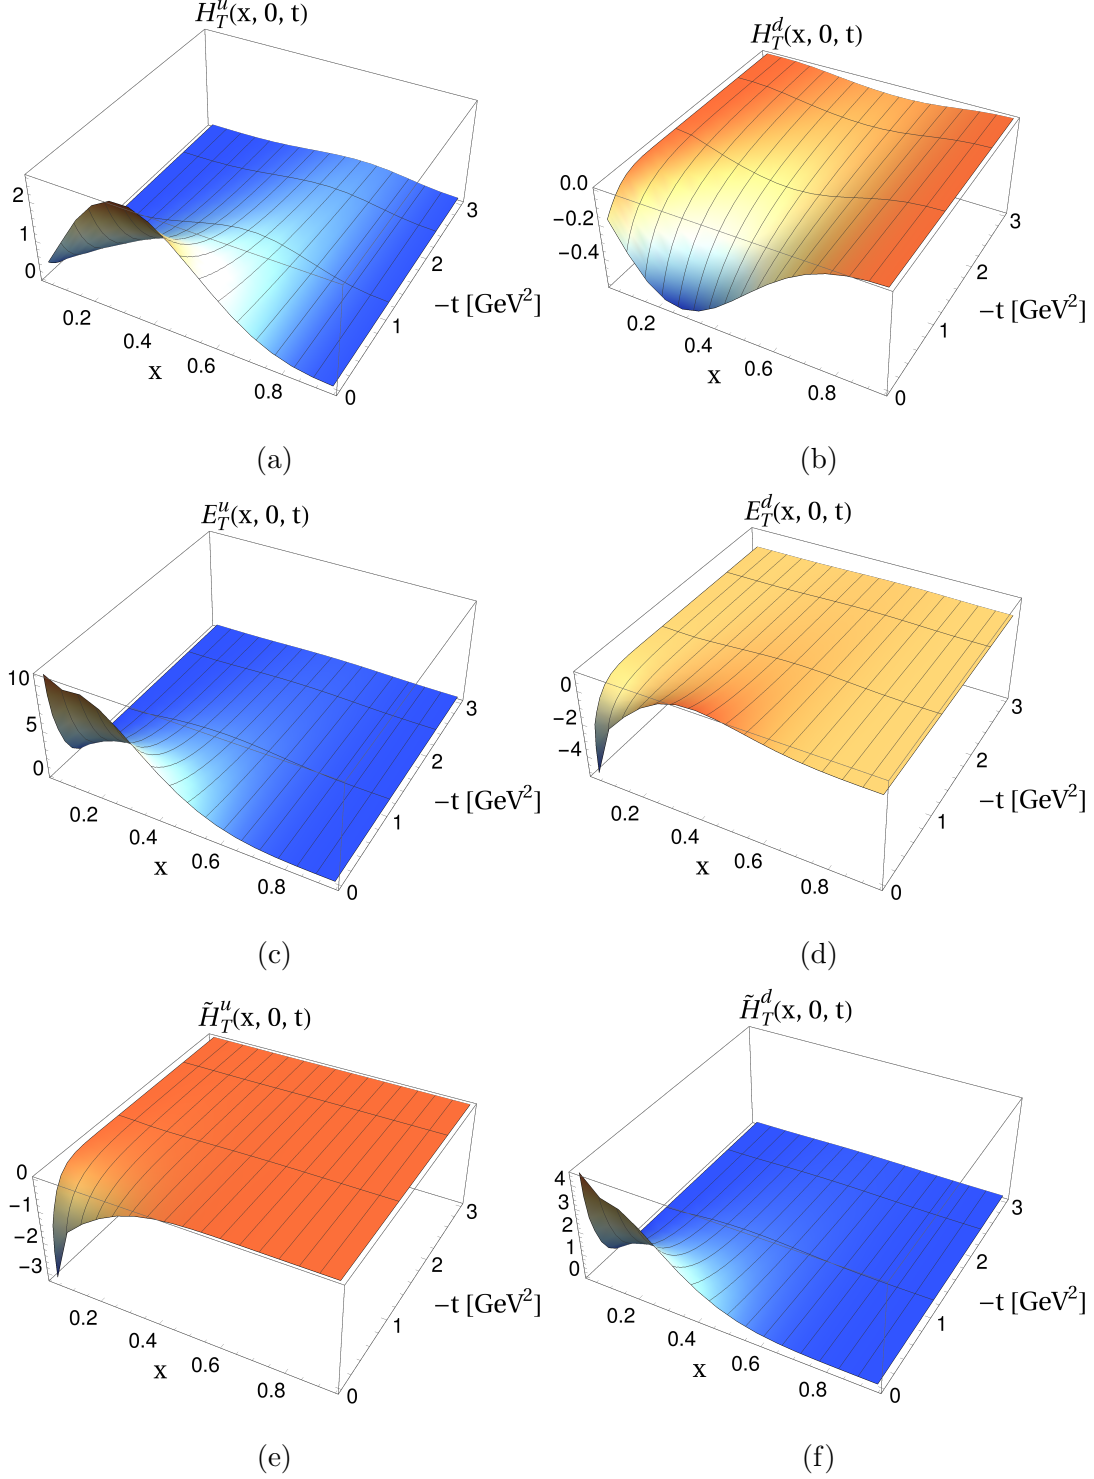 H_T^u(x, 0, t)
2
1
0
0.2
0.4
0.6
0.8
x
0
1
2
3
−t [GeV²]
(a)
H_T^d(x, 0, t)
0.0
−0.2
−0.4
0.2
0.4
0.6
0.8
x
0
1
2
3
−t [GeV²]
(b)
E_T^u(x, 0, t)
10
5
0
0.2
0.4
0.6
0.8
x
0
1
2
3
−t [GeV²]
(c)
E_T^d(x, 0, t)
0
−2
−4
0.2
0.4
0.6
0.8
x
0
1
2
3
−t [GeV²]
(d)
H̃_T^u(x, 0, t)
0
−1
−2
−3
0.2
0.4
0.6
0.8
x
0
1
2
3
−t [GeV²]
(e)
H̃_T^d(x, 0, t)
4
3
2
1
0
0.2
0.4
0.6
0.8
x
0
1
2
3
−t [GeV²]
(f)